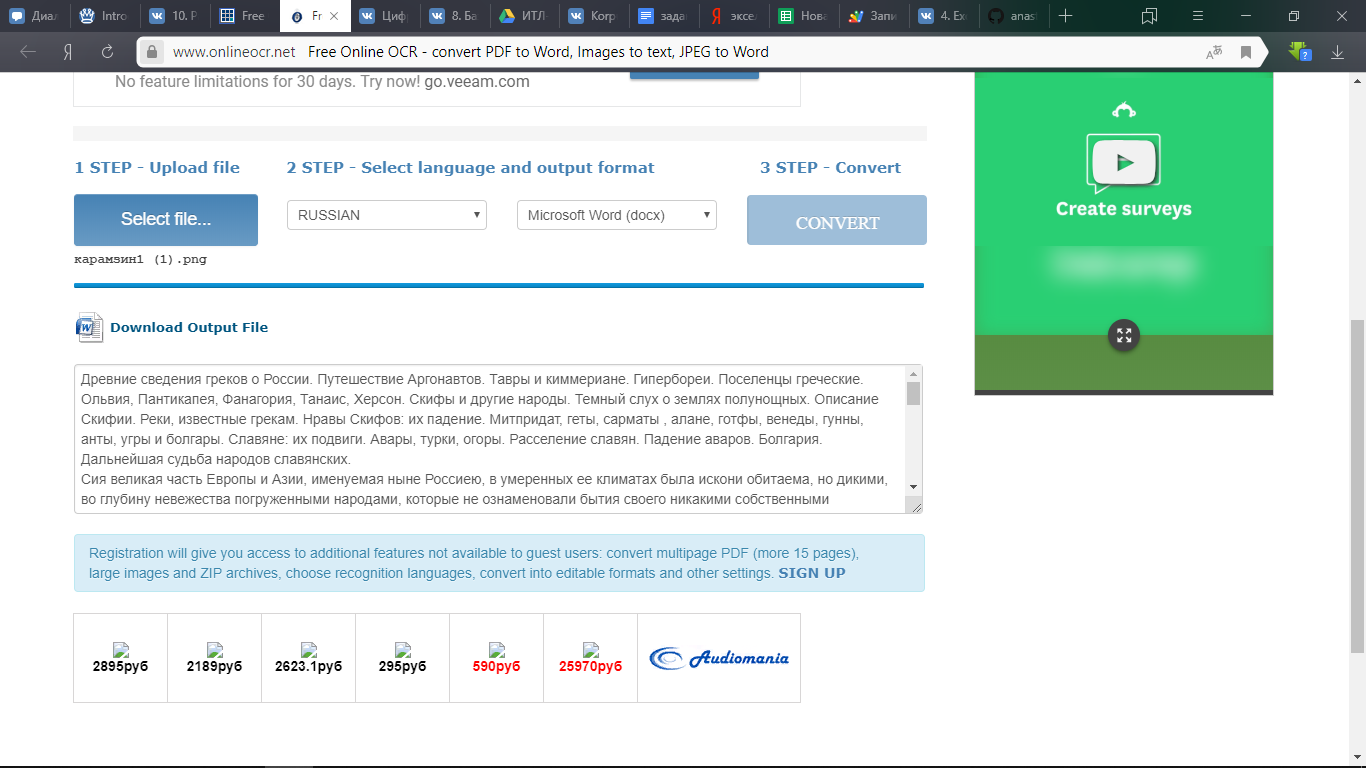 Диал
Intro
10. Р
Free
Fr
Циф
8. Ба
ИТЛ
Корг
зада
эксе
Нова
Запи
4. Ex
anas
www.onlineocr.net Free Online OCR - convert PDF to Word, Images to text, JPEG to Word
No feature limitations for 30 days. Try now! go.veeam.com
1 STEP - Upload file
2 STEP - Select language and output format
3 STEP - Convert
Select file...
RUSSIAN
Microsoft Word (docx)
CONVERT
карамзин1 (1).png
Create surveys
Download Output File
Древние сведения греков о России. Путешествие Аргонавтов. Тавры и киммериане. Гипербореи. Поселенцы греческие.
Ольвия, Пантикапея, Фанагория, Танаис, Херсон. Скифы и другие народы. Темный слух о землях полунощных. Описание
Скифии. Реки, известные грекам. Нравы Скифов: их падение. Митпридат, геты, сарматы , алане, готфы, венеды, гунны,
анты, угры и болгары. Славяне: их подвиги. Авары, турки, огоры. Расселение славян. Падение аваров. Болгария.
Дальнейшая судьба народов славянских.
Сия великая часть Европы и Азии, именуемая ныне Россиею, в умеренных ее климатах была искони обитаема, но дикими,
во глубину невежества погруженными народами, которые не ознаменовали бытия своего никакими собственными
Registration will give you access to additional features not available to guest users: convert multipage PDF (more 15 pages),
large images and ZIP archives, choose recognition languages, convert into editable formats and other settings. SIGN UP
2895руб
2189руб
2623.1руб
295руб
590руб
25970руб
Audiomania